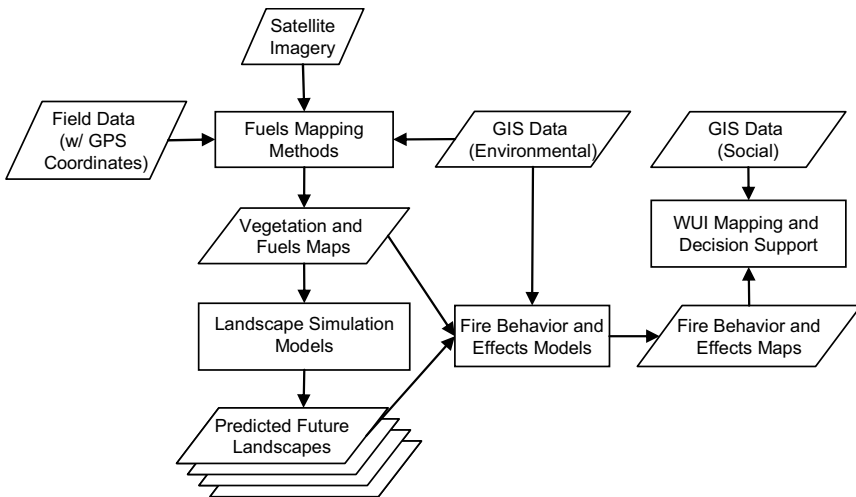 Satellite
Imagery
Field Data
(w/ GPS
Coordinates)
Fuels Mapping
Methods
GIS Data
(Environmental)
GIS Data
(Social)
Vegetation and
Fuels Maps
WUI Mapping and
Decision Support
Landscape Simulation
Models
Fire Behavior and
Effects Models
Fire Behavior and
Effects Maps
Predicted Future
Landscapes